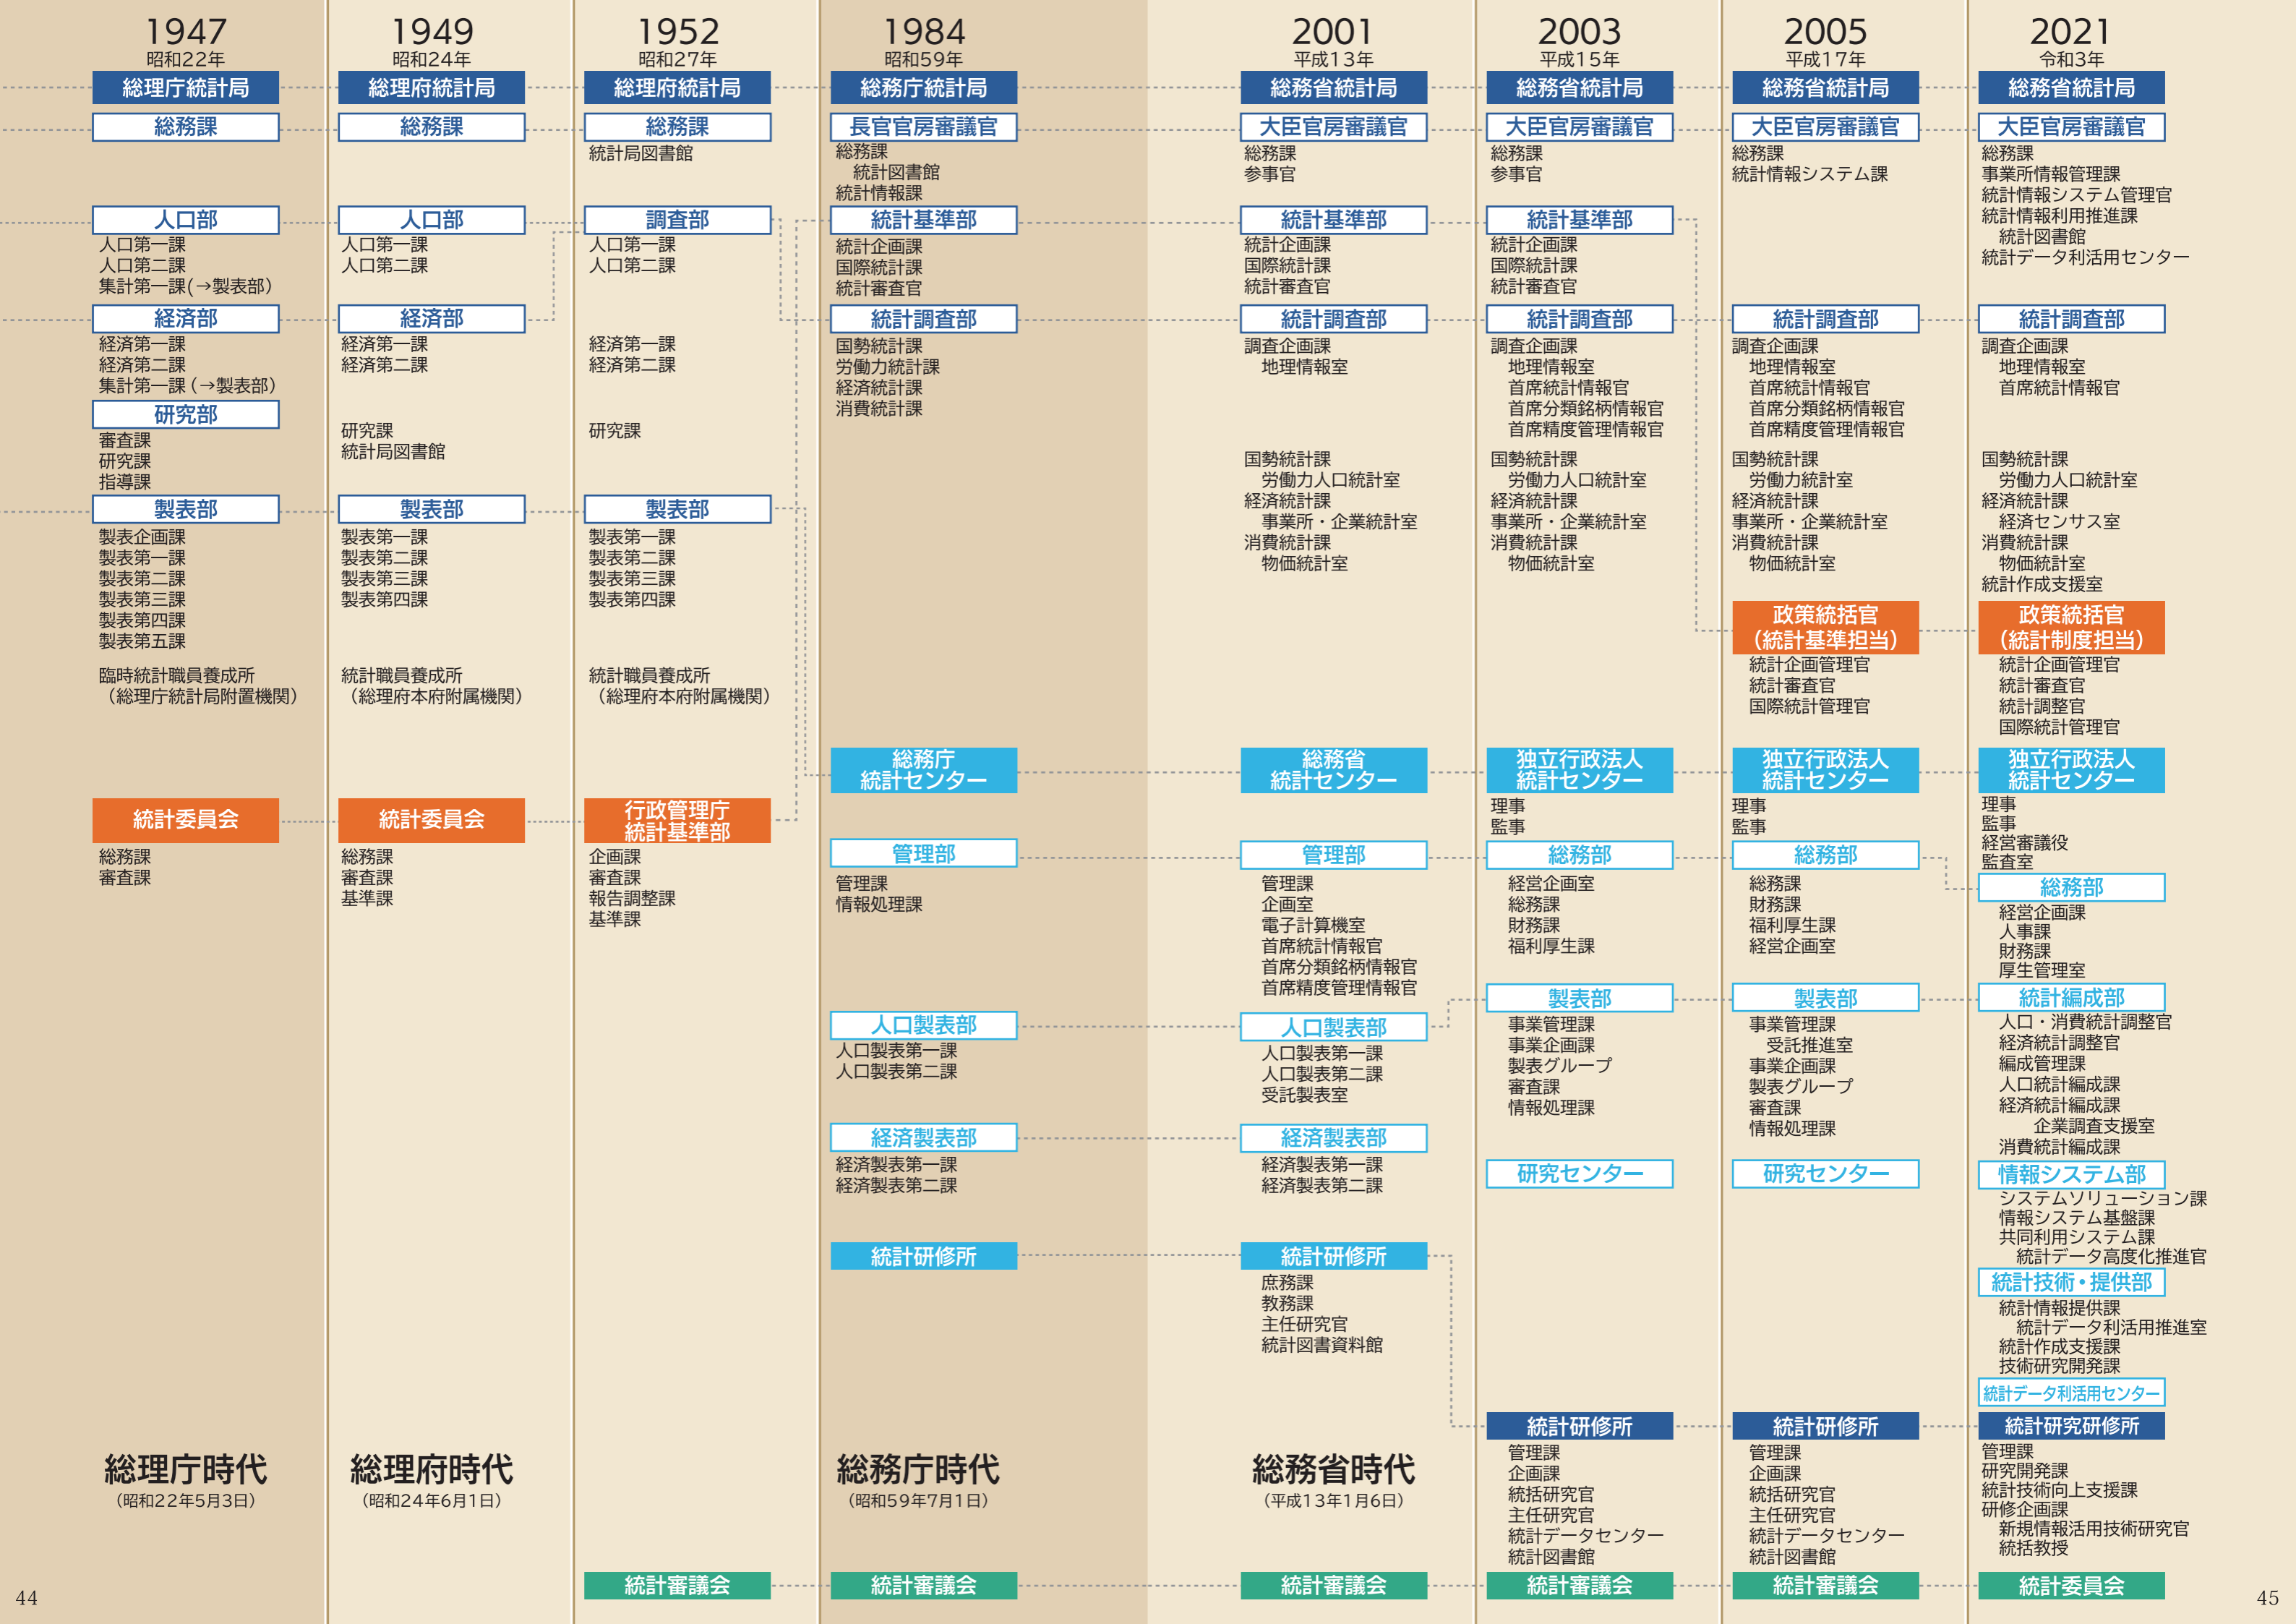 1947
昭和22年
総理庁統計局
総務課
人口部
人口第一課
人口第二課
集計第一課(→製表部)
経済部
経済第一課
経済第二課
集計第一課(→製表部)
研究部
審査課
研究課
指導課
製表部
製表企画課
製表第一課
製表第二課
製表第三課
製表第四課
製表第五課
臨時統計職員養成所
(総理庁統計局附置機関)
統計委員会
総務課
審査課
総理庁時代
(昭和22年5月3日)
44
1949
昭和24年
総理府統計局
総務課
人口部
人口第一課
人口第二課
経済部
経済第一課
経済第二課
研究課
統計局図書館
製表部
製表第一課
製表第二課
製表第三課
製表第四課
統計職員養成所
(総理府本府附属機関)
統計委員会
総務課
審査課
基準課
総理府時代
(昭和24年6月1日)
1952
昭和27年
総理府統計局
総務課
統計局図書館
調査部
人口第一課
人口第二課
経済第一課
経済第二課
研究課
製表部
製表第一課
製表第二課
製表第三課
製表第四課
統計職員養成所
(総理府本府附属機関)
行政管理庁
統計基準部
企画課
審査課
報告調整課
基準課
統計審議会
1984
昭和59年
総務庁統計局
長官官房審議官
総務課
統計図書館
統計情報課
統計基準部
統計企画課
国際統計課
統計審査官
統計調査部
国勢統計課
労働力統計課
経済統計課
消費統計課
総務庁
統計センター
管理部
管理課
情報処理課
人口製表部
人口製表第一課
人口製表第二課
経済製表部
経済製表第一課
経済製表第二課
統計研修所
総務庁時代
(昭和59年7月1日)
統計審議会
2001
平成13年
総務省統計局
大臣官房審議官
総務課
参事官
統計基準部
統計企画課
国際統計課
統計審査官
統計調査部
調査企画課
地理情報室
国勢統計課
労働力人口統計室
経済統計課
事業所・企業統計室
消費統計課
物価統計室
総務省
統計センター
管理部
管理課
企画室
電子計算機室
首席統計情報官
首席分類銘柄情報官
首席精度管理情報官
人口製表部
人口製表第一課
人口製表第二課
受託製表室
経済製表部
経済製表第一課
経済製表第二課
統計研修所
庶務課
教務課
主任研究官
統計図書資料館
総務省時代
(平成13年1月6日)
統計審議会
2003
平成15年
総務省統計局
大臣官房審議官
総務課
参事官
統計基準部
統計企画課
国際統計課
統計審査官
統計調査部
調査企画課
地理情報室
首席統計情報官
首席分類銘柄情報官
首席精度管理情報官
国勢統計課
労働力人口統計室
経済統計課
事業所・企業統計室
消費統計課
物価統計室
独立行政法人
統計センター
理事
監事
総務部
経営企画室
総務課
財務課
福利厚生課
製表部
事業管理課
事業企画課
製表グループ
審査課
情報処理課
研究センター
統計研修所
管理課
企画課
統括研究官
主任研究官
統計データセンター
統計図書館
統計審議会
2005
平成17年
総務省統計局
大臣官房審議官
総務課
統計情報システム課
統計調査部
調査企画課
地理情報室
首席統計情報官
首席分類銘柄情報官
首席精度管理情報官
国勢統計課
労働力統計室
経済統計課
事業所・企業統計室
消費統計課
物価統計室
政策統括官
(統計基準担当)
統計企画管理官
統計審査官
国際統計管理官
独立行政法人
統計センター
理事
監事
総務部
総務課
財務課
福利厚生課
経営企画室
製表部
事業管理課
受託推進室
事業企画課
製表グループ
審査課
情報処理課
研究センター
統計研修所
管理課
企画課
統括研究官
主任研究官
統計データセンター
統計図書館
統計審議会
2021
令和3年
総務省統計局
大臣官房審議官
総務課
事業所情報管理課
統計情報システム管理官
統計情報利用推進課
統計図書館
統計データ利活用センター
統計調査部
調査企画課
地理情報室
首席統計情報官
国勢統計課
労働力人口統計室
経済統計課
経済センサス室
消費統計課
物価統計室
統計作成支援室
政策統括官
(統計制度担当)
統計企画管理官
統計審査官
統計調整官
国際統計管理官
独立行政法人
統計センター
理事
監事
経営審議役
監査室
総務部
経営企画課
人事課
財務課
厚生管理室
統計編成部
人口・消費統計調整官
経済統計調整官
編成管理課
人口統計編成課
経済統計編成課
企業調査支援室
消費統計編成課
情報システム部
システムソリューション課
情報システム基盤課
共同利用システム課
統計データ高度化推進官
統計技術・提供部
統計情報提供課
統計データ利活用推進室
統計作成支援課
技術研究開発課
統計データ利活用センター
統計研究研修所
管理課
研究開発課
統計技術向上支援課
研修企画課
新規情報活用技術研究官
統括教授
統計委員会
45